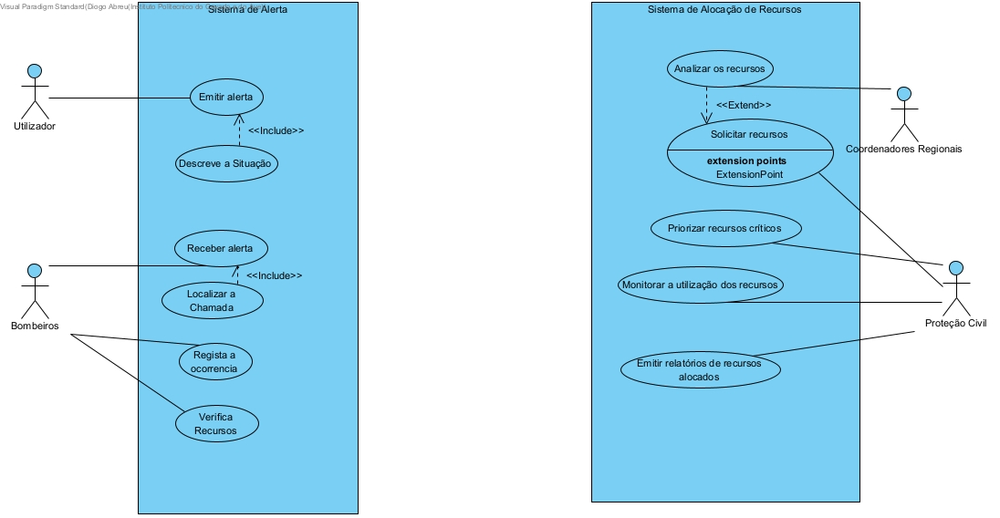 Visual Paradigm Standard(Diogo Abreu(Instituto Politecnico do
Sistema de Alerta
Emitir alerta
Utilizador
<<Include>>
Descreve a Situação
Receber alerta
<<Include>>
Localizar a
Chamada
Bombeiros
Regista a
ocorrencia
Verifica
Recursos
Sistema de Alocação de Recursos
Analizar os recursos
<<Extend>>
Solicitar recursos
extension points
ExtensionPoint
Coordenadores Regionais
Priorizar recursos críticos
Monitorar a utilização dos recursos
Proteção Civil
Emitir relatórios de recursos
alocados